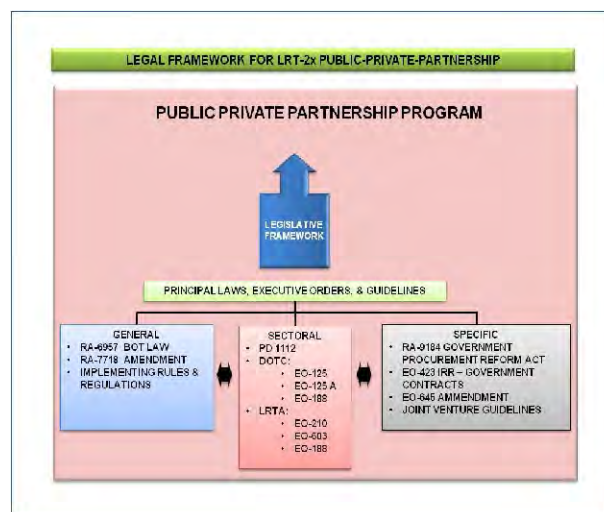 LEGAL FRAMEWORK FOR LRT-2x PUBLIC-PRIVATE-PARTNERSHIP
PUBLIC PRIVATE PARTNERSHIP PROGRAM
LEGISLATIVE
FRAMEWORK
PRINCIPAL LAWS, EXECUTIVE ORDERS, & GUIDELINES
GENERAL
• RA-6957 BOT LAW
• RA-7718 AMENDMENT
• IMPLEMENTING RULES &
REGULATIONS
SECTORAL
• PD 1112
• DOTC:
• EO-125
• EO-125 A
• EO-188
• LRTA:
• EO-210
• EO-603
• EO-188
SPECIFIC
• RA-9184 GOVERNMENT
PROCUREMENT REFORM ACT
• EO-423 IRR – GOVERNMENT
CONTRACTS
• EO-645 AMMENDMENT
• JOINT VENTURE GUIDELINES